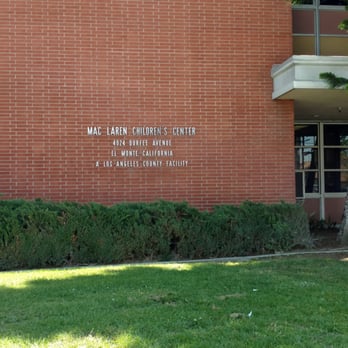 MAC LAREN CHILDREN'S CENTER
4024 DURFEE AVENUE
EL MONTE, CALIFORNIA
A LOS ANGELES COUNTY FACILITY